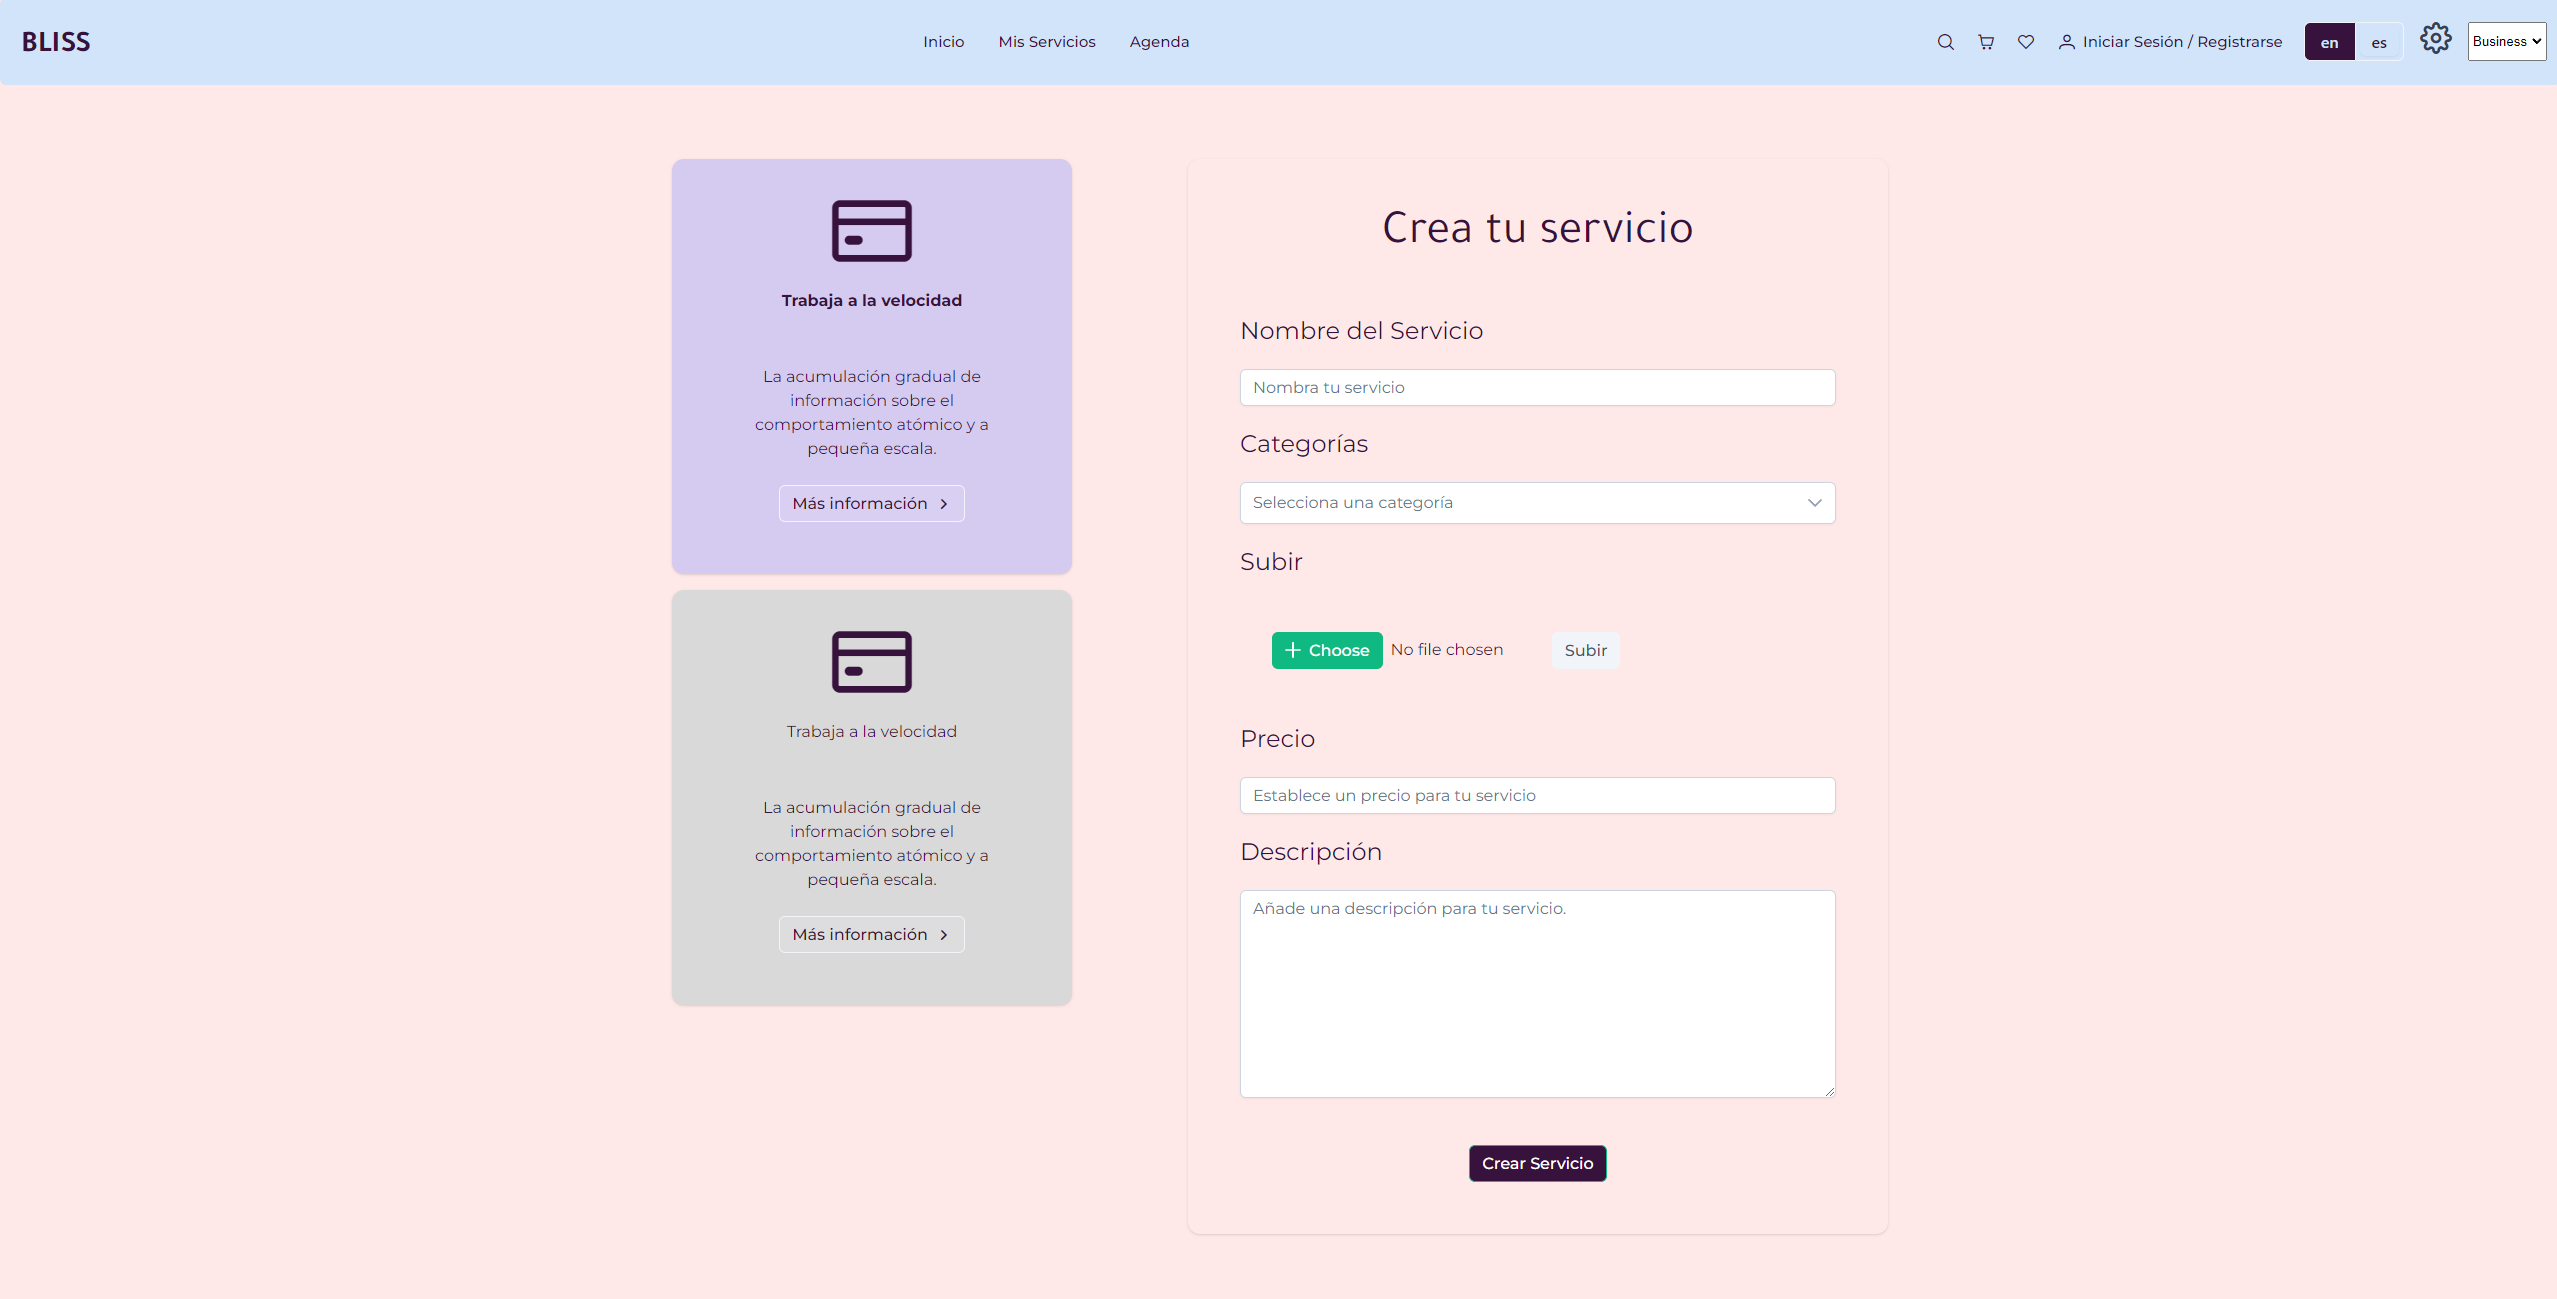 BLISS
Inicio
Mis Servicios
Agenda
Iniciar Sesión / Registrarse
en
es
Business
Trabaja a la velocidad
La acumulación gradual de
información sobre el
comportamiento atómico y a
pequeña escala.
Más información
Trabaja a la velocidad
La acumulación gradual de
información sobre el
comportamiento atómico y a
pequeña escala.
Más información
Crea tu servicio
Nombre del Servicio
Nombra tu servicio
Categorías
Selecciona una categoría
Subir
Choose No file chosen
Subir
Precio
Establece un precio para tu servicio
Descripción
Añade una descripción para tu servicio.
Crear Servicio